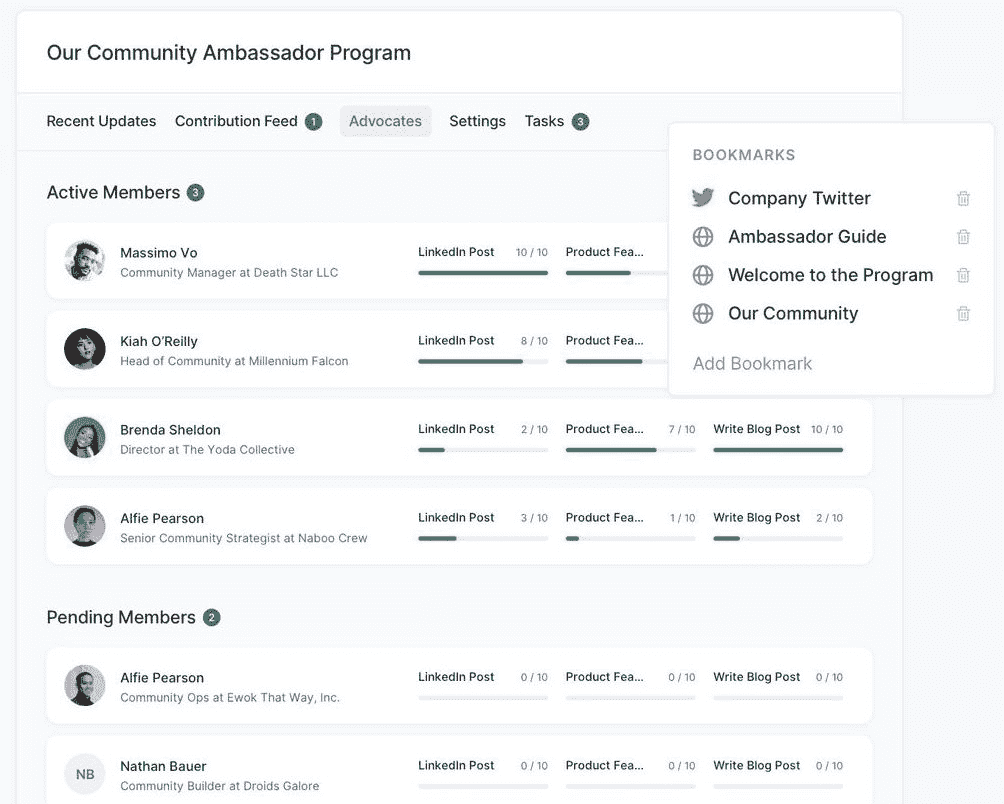 Our Community Ambassador Program
Recent Updates Contribution Feed 1 Advocates Settings Tasks 3
BOOKMARKS
Company Twitter
Ambassador Guide
Welcome to the Program
Our Community
Add Bookmark
Active Members 3
Massimo Vo
Community Manager at Death Star LLC
LinkedIn Post 10 / 10 Product Fea...
Kiah O'Reilly
Head of Community at Millennium Falcon
LinkedIn Post 8 / 10 Product Fea...
Brenda Sheldon
Director at The Yoda Collective
LinkedIn Post 2 / 10 Product Fea... 7 / 10 Write Blog Post 10 / 10
Alfie Pearson
Senior Community Strategist at Naboo Crew
LinkedIn Post 3 / 10 Product Fea... 1 / 10 Write Blog Post 2 / 10
Pending Members 2
Alfie Pearson
Community Ops at Ewok That Way, Inc.
LinkedIn Post 0 / 10 Product Fea... 0 / 10 Write Blog Post 0 / 10
NB
Nathan Bauer
Community Builder at Droids Galore
LinkedIn Post 0 / 10 Product Fea... 0 / 10 Write Blog Post 0 / 10